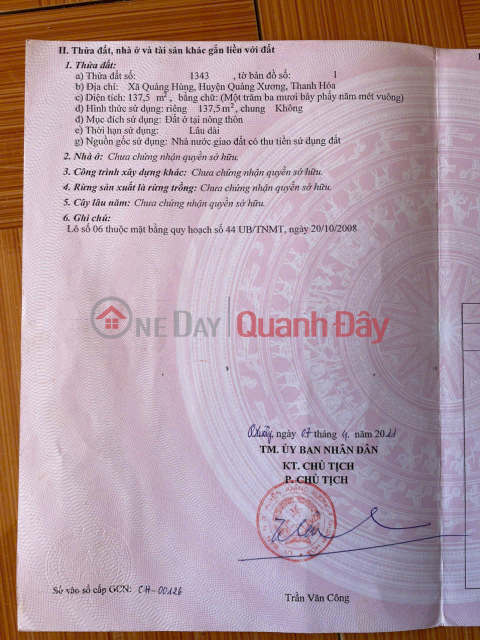 II. Thửa đất, nhà ở và tài sản khác gắn liền với đất
1. Thửa đất:
a) Thửa đất số: 1343 , tờ bản đồ số: 1
b) Địa chỉ: Xã Quảng Hùng, Huyện Quảng Xương, Thanh Hóa
c) Diện tích: 137,5 m², bằng chữ: (Một trăm ba mươi bảy phẩy năm mét vuông)
d) Hình thức sử dụng: riêng 137,5 m², chung Không
đ) Mục đích sử dụng: Đất ở tại nông thôn
e) Thời hạn sử dụng: Lâu dài
g) Nguồn gốc sử dụng: Nhà nước giao đất có thu tiền sử dụng đất
2. Nhà ở: Chưa chứng nhận quyền sở hữu.
3. Công trình xây dựng khác: Chưa chứng nhận quyền sở hữu.
4. Rừng sản xuất là rừng trồng: Chưa chứng nhận quyền sở hữu.
5. Cây lâu năm: Chưa chứng nhận quyền sở hữu.
6. Ghi chú:
Lô số 06 thuộc mặt bằng quy hoạch số 44 UB/TNMT, ngày 20/10/2008
ONEDAY Quanh Đây
ngày 07 tháng 4 năm 2011
TM. ỦY BAN NHÂN DÂN
KT. CHỦ TỊCH
P. CHỦ TỊCH
Trần Văn Công
Số vào sổ cấp GCN: CH-00126